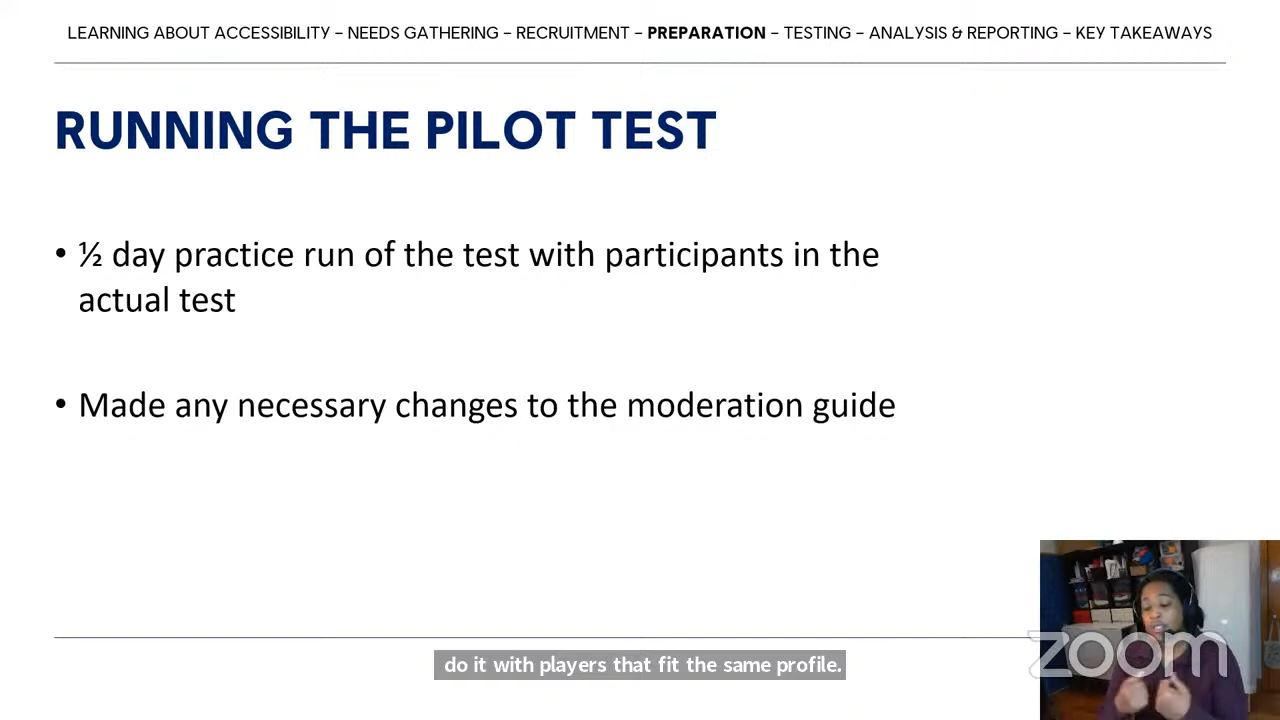 LEARNING ABOUT ACCESSIBILITY – NEEDS GATHERING – RECRUITMENT – PREPARATION – TESTING – ANALYSIS & REPORTING – KEY TAKEAWAYS
RUNNING THE PILOT TEST
• ½ day practice run of the test with participants in the
actual test
• Made any necessary changes to the moderation guide
do it with players that fit the same profile.
zoom